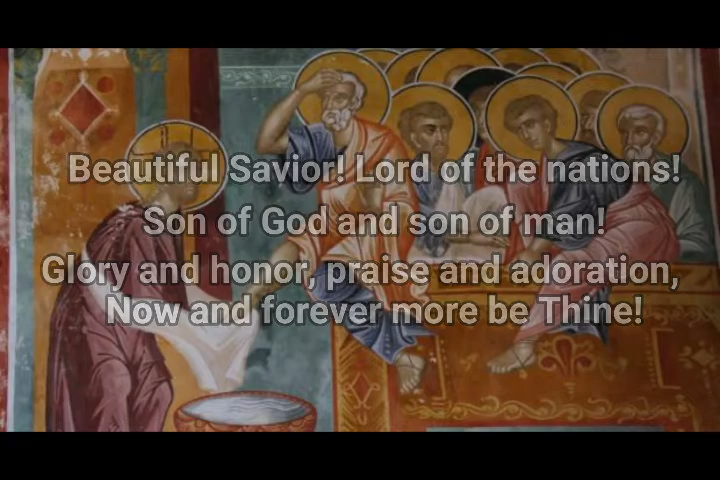 Beautiful Savior! Lord of the nations!
Son of God and son of man!
Glory and honor, praise and adoration,
Now and forever more be Thine!